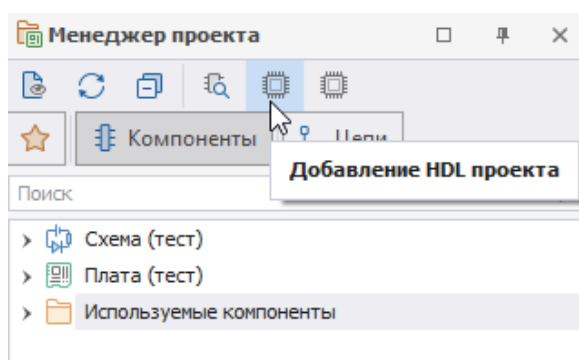 Менеджер проекта
Компоненты
Цепи
Добавление HDL проекта
Поиск
Схема (тест)
Плата (тест)
Используемые компоненты